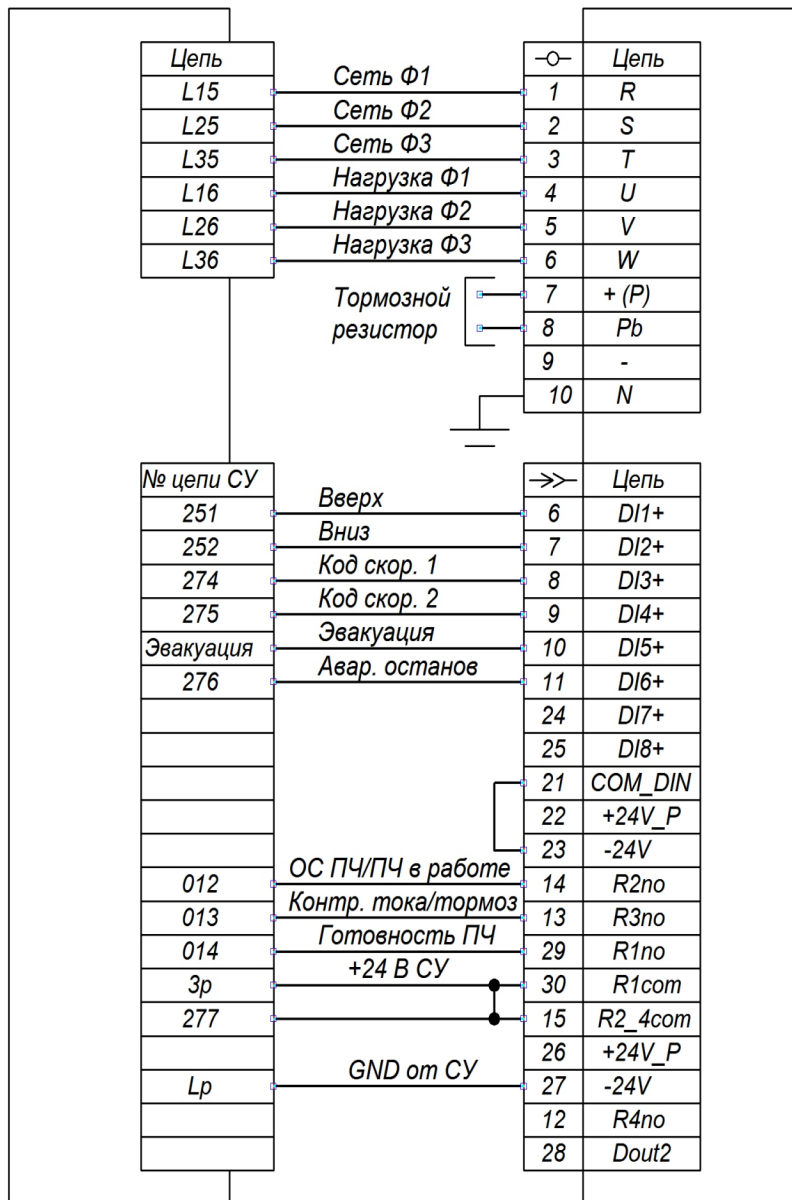 Цепь Цепь
L15 Сеть Ф1 1 R
L25 Сеть Ф2 2 S
L35 Сеть Ф3 3 T
L16 Нагрузка Ф1 4 U
L26 Нагрузка Ф2 5 V
L36 Нагрузка Ф3 6 W
Тормозной 7 + (P)
резистор 8 Pb
9 -
10 N
№ цепи СУ Цепь
251 Вверх 6 DI1+
252 Вниз 7 DI2+
274 Код скор. 1 8 DI3+
275 Код скор. 2 9 DI4+
Эвакуация Эвакуация 10 DI5+
276 Авар. останов 11 DI6+
24 DI7+
25 DI8+
21 COM_DIN
22 +24V_P
23 -24V
012 ОС ПЧ/ПЧ в работе 14 R2no
013 Контр. тока/тормоз 13 R3no
014 Готовность ПЧ 29 R1no
3р +24 В СУ 30 R1com
277 15 R2_4com
26 +24V_P
Lp GND от СУ 27 -24V
12 R4no
28 Dout2